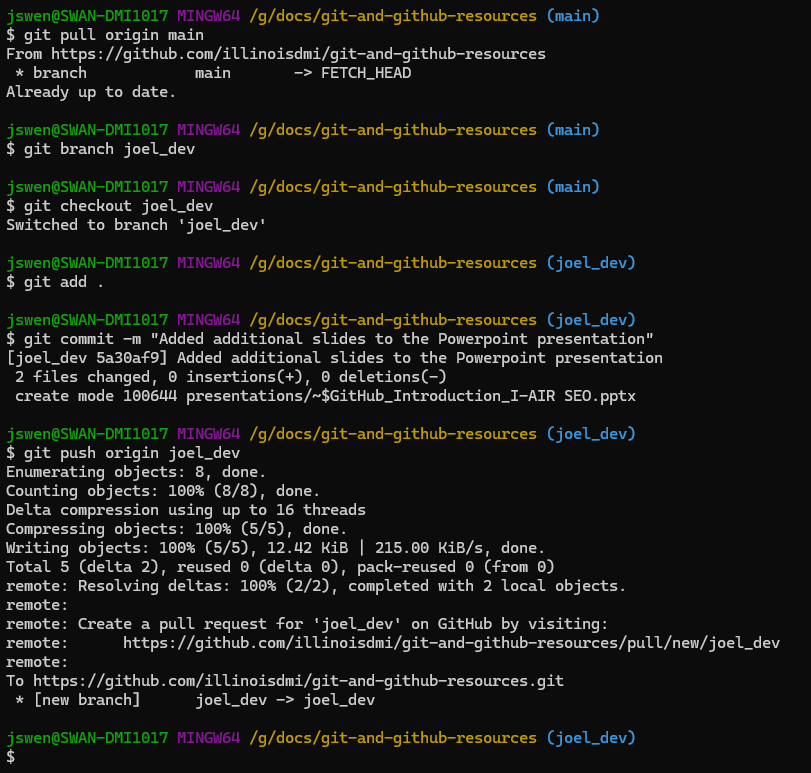 jswen@SWAN-DMI1017 MINGW64 /g/docs/git-and-github-resources (main)
$ git pull origin main
From https://github.com/illinoisdmi/git-and-github-resources
 * branch            main       -> FETCH_HEAD
Already up to date.

jswen@SWAN-DMI1017 MINGW64 /g/docs/git-and-github-resources (main)
$ git branch joel_dev

jswen@SWAN-DMI1017 MINGW64 /g/docs/git-and-github-resources (main)
$ git checkout joel_dev
Switched to branch 'joel_dev'

jswen@SWAN-DMI1017 MINGW64 /g/docs/git-and-github-resources (joel_dev)
$ git add .

jswen@SWAN-DMI1017 MINGW64 /g/docs/git-and-github-resources (joel_dev)
$ git commit -m "Added additional slides to the Powerpoint presentation"
[joel_dev 5a30af9] Added additional slides to the Powerpoint presentation
 2 files changed, 0 insertions(+), 0 deletions(-)
 create mode 100644 presentations/~$GitHub_Introduction_I-AIR SEO.pptx

jswen@SWAN-DMI1017 MINGW64 /g/docs/git-and-github-resources (joel_dev)
$ git push origin joel_dev
Enumerating objects: 8, done.
Counting objects: 100% (8/8), done.
Delta compression using up to 16 threads
Compressing objects: 100% (5/5), done.
Writing objects: 100% (5/5), 12.42 KiB | 215.00 KiB/s, done.
Total 5 (delta 2), reused 0 (delta 0), pack-reused 0 (from 0)
remote: Resolving deltas: 100% (2/2), completed with 2 local objects.
remote:
remote: Create a pull request for 'joel_dev' on GitHub by visiting:
remote:      https://github.com/illinoisdmi/git-and-github-resources/pull/new/joel_dev
remote:
To https://github.com/illinoisdmi/git-and-github-resources.git
 * [new branch]      joel_dev -> joel_dev

jswen@SWAN-DMI1017 MINGW64 /g/docs/git-and-github-resources (joel_dev)
$